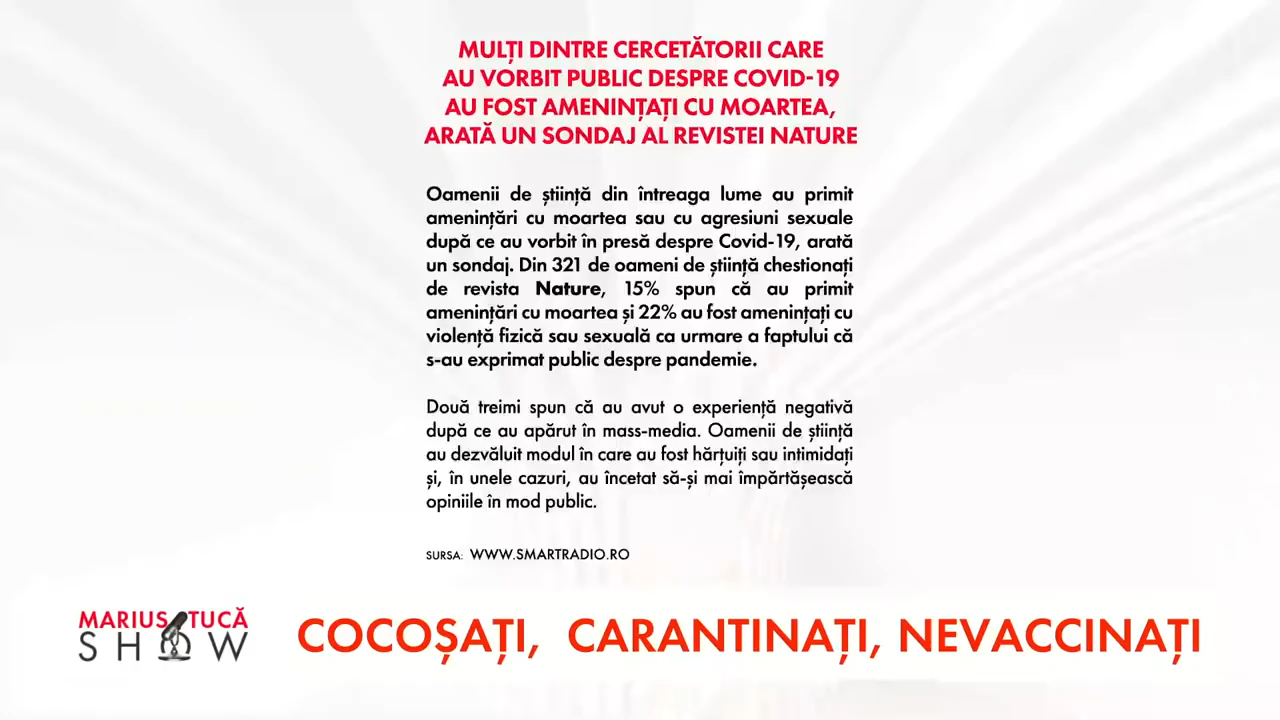 MULȚI DINTRE CERCETĂTORII CARE
AU VORBIT PUBLIC DESPRE COVID-19
AU FOST AMENINȚAȚI CU MOARTEA,
ARATĂ UN SONDAJ AL REVISTEI NATURE
Oamenii de știință din întreaga lume au primit
amenințări cu moartea sau cu agresiuni sexuale
după ce au vorbit în presă despre Covid-19, arată
un sondaj. Din 321 de oameni de știință chestionați
de revista Nature, 15% spun că au primit
amenințări cu moartea și 22% au fost amenințați cu
violență fizică sau sexuală ca urmare a faptului că
s-au exprimat public despre pandemie.
Două treimi spun că au avut o experiență negativă
după ce au apărut în mass-media. Oamenii de știință
au dezvăluit modul în care au fost hărțuiți sau intimidați
și, în unele cazuri, au încetat să-și mai împărtășească
opiniile în mod public.
SURSA: WWW.SMARTRADIO.RO
MARIUS TUCĂ
SHOW
COCOȘAȚI, CARANTINAȚI, NEVACCINAȚI